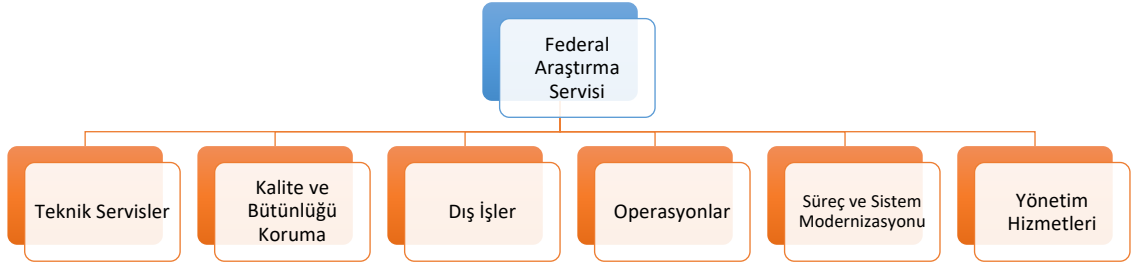 Federal
Araştırma
Servisi
Teknik Servisler
Kalite ve
Bütünlüğü
Koruma
Dış İşler
Operasyonlar
Süreç ve Sistem
Modernizasyonu
Yönetim
Hizmetleri